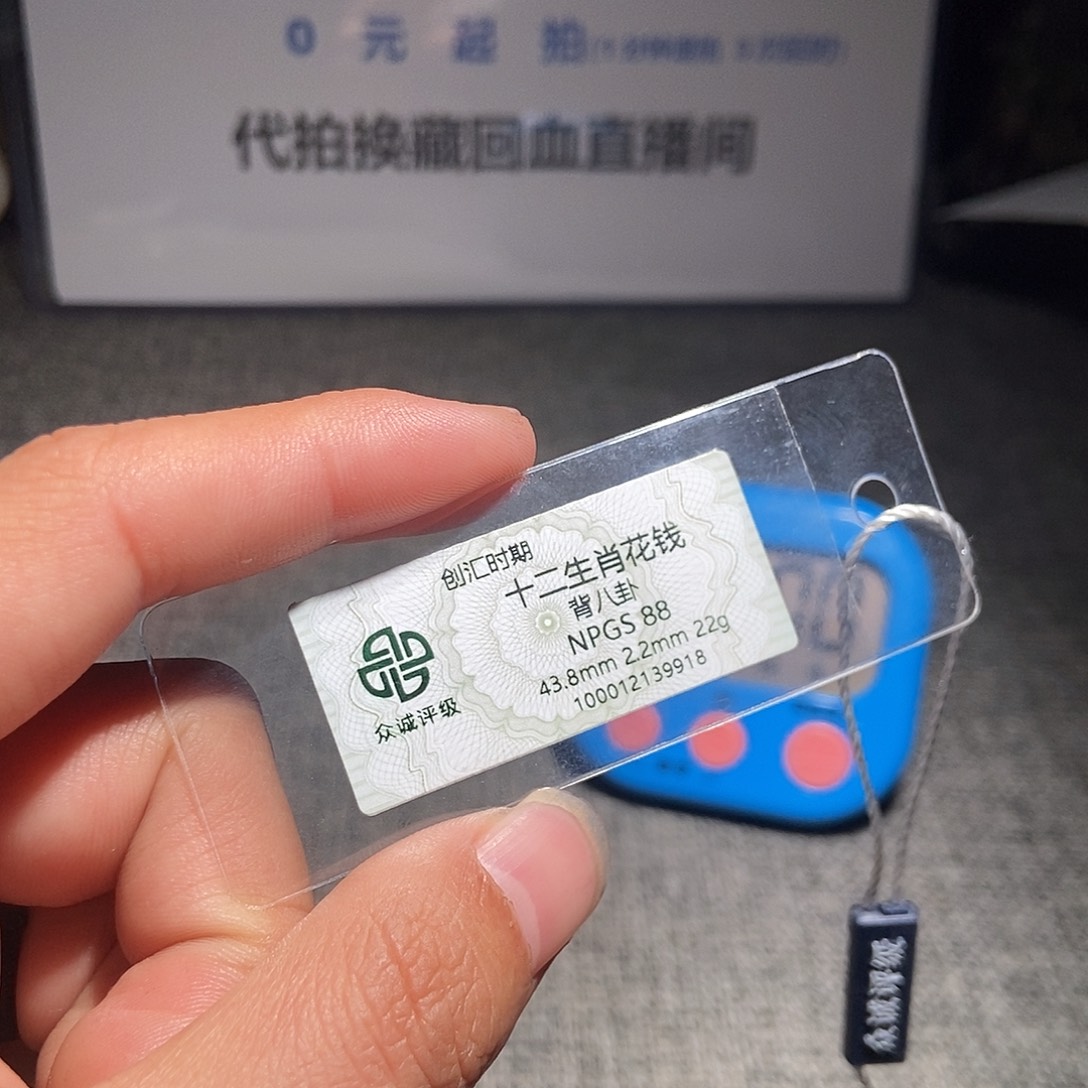 0 元 起 拍
代拍换藏回血直播间
创汇时期
十二生肖花钱
背八卦
NPGS 88
43.8mm 2.2mm 22g
100012139918
众诚评级